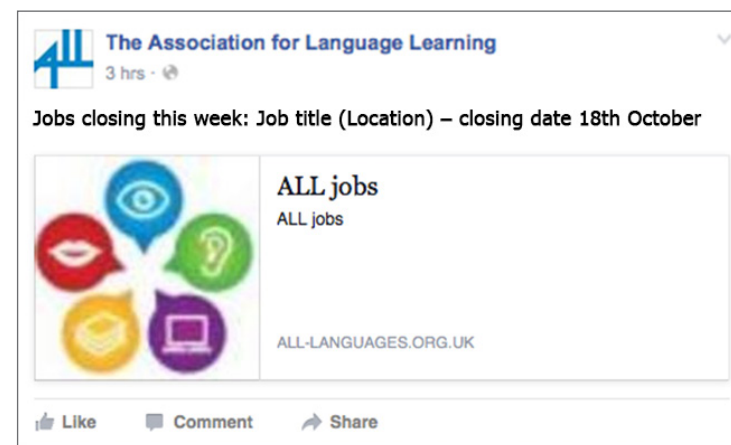 ALL
The Association for Language Learning
3 hrs ·
Jobs closing this week: Job title (Location) – closing date 18th October
ALL jobs
ALL jobs
ALL-LANGUAGES.ORG.UK
Like Comment Share